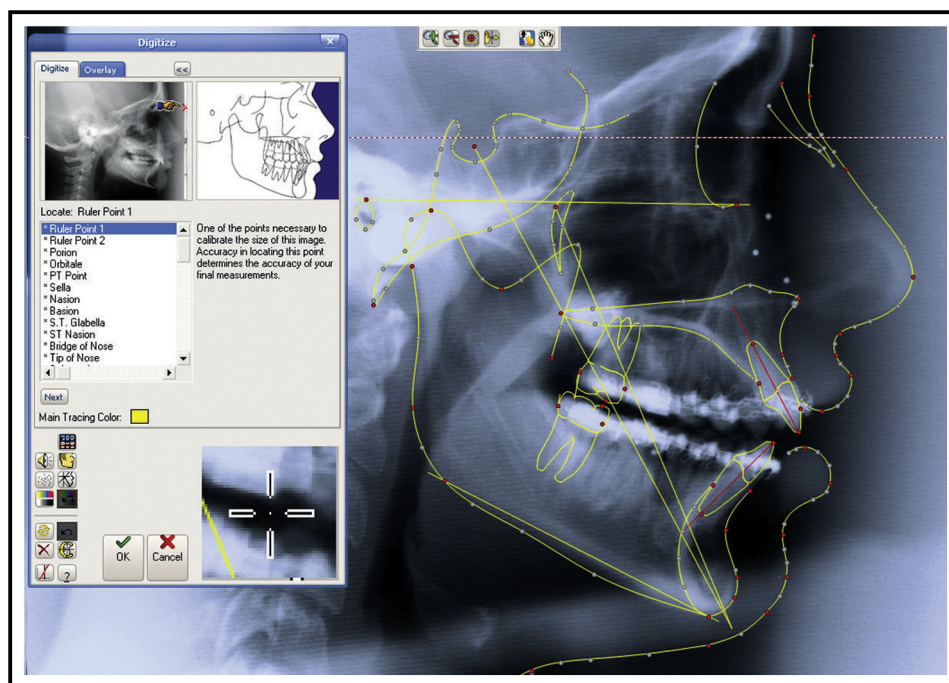 Digitize
Digitize
Overlay
<<
Locate: Ruler Point 1
* Ruler Point 1
* Ruler Point 2
* Porion
* Orbitale
* PT Point
* Sella
* Nasion
* Basion
* S.T. Glabella
* ST Nasion
* Bridge of Nose
* Tip of Nose
One of the points necessary to
calibrate the size of this image.
Accuracy in locating this point
determines the accuracy of your
final measurements.
Next
Main Tracing Color:
OK
Cancel
?